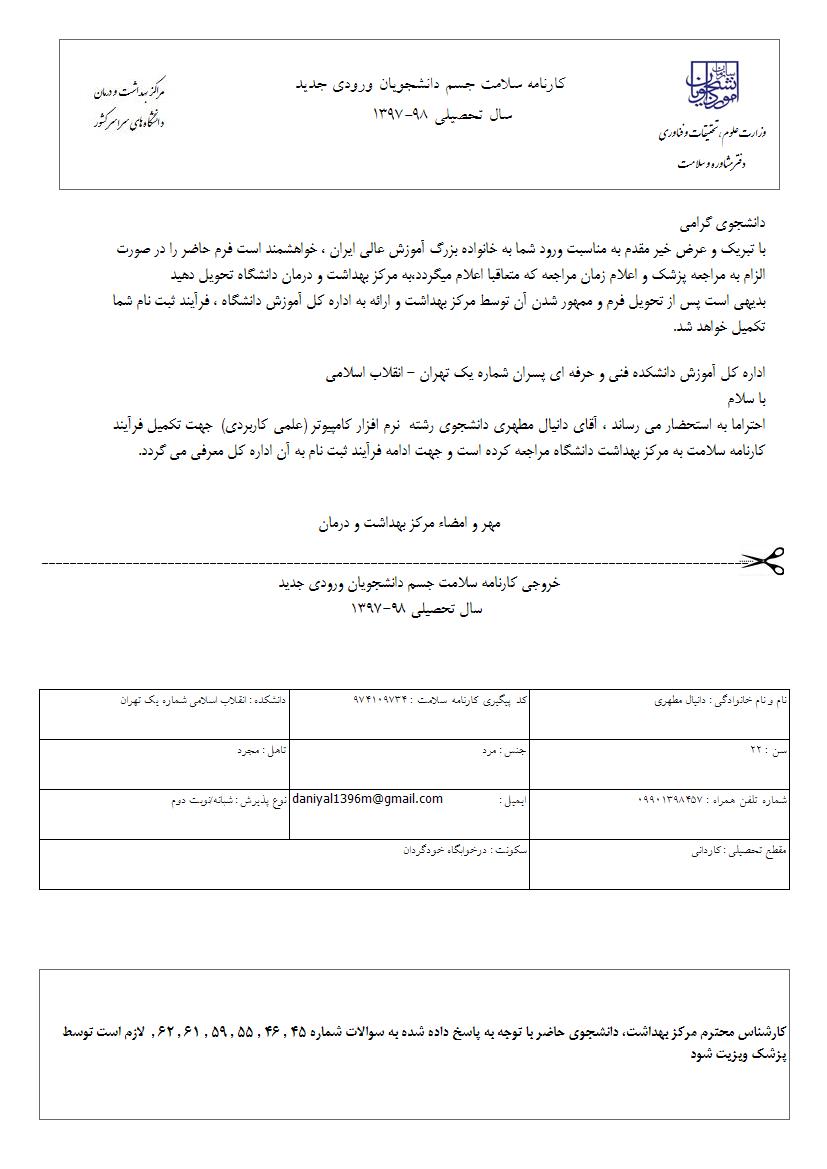 سازمان امور دانشجویان
وزارت علوم، تحقیقات و فناوری
دفتر مشاوره و سلامت
کارنامه سلامت جسم دانشجویان ورودی جدید
سال تحصیلی ۹۸-۱۳۹۷
مراکز بهداشت و درمان
دانشگاه های سراسر کشور
دانشجوی گرامی
با تبریک و عرض خیر مقدم به مناسبت ورود شما به خانواده بزرگ آموزش عالی ایران ، خواهشمند است فرم حاضر را در صورت
الزام به مراجعه پزشک و اعلام زمان مراجعه که متعاقبا اعلام میگردد،به مرکز بهداشت و درمان دانشگاه تحویل دهید
بدیهی است پس از تحویل فرم و ممهور شدن آن توسط مرکز بهداشت و ارائه به اداره کل آموزش دانشگاه ، فرآیند ثبت نام شما
تکمیل خواهد شد.
اداره کل آموزش دانشکده فنی و حرفه ای پسران شماره یک تهران – انقلاب اسلامی
با سلام
احتراما به استحضار می رساند ، آقای دانیال مطهری دانشجوی رشته نرم افزار کامپیوتر (علمی کاربردی) جهت تکمیل فرآیند
کارنامه سلامت به مرکز بهداشت دانشگاه مراجعه کرده است و جهت ادامه فرآیند ثبت نام به آن اداره کل معرفی می گردد.
مهر و امضاء مرکز بهداشت و درمان
خروجی کارنامه سلامت جسم دانشجویان ورودی جدید
سال تحصیلی ۹۸-۱۳۹۷
نام و نام خانوادگی : دانیال مطهری
کد پیگیری کارنامه سلامت : ۹۷۴۱۰۹۷۳۴
دانشکده : انقلاب اسلامی شماره یک تهران
سن : ۲۲
جنس : مرد
تاهل : مجرد
شماره تلفن همراه : ۰۹۹۰۱۳۹۸۴۵۷
ایمیل : daniyal1396m@gmail.com
نوع پذیرش : شبانه/نوبت دوم
مقطع تحصیلی : کاردانی
سکونت : درخوابگاه خودگردان
کارشناس محترم مرکز بهداشت، دانشجوی حاضر با توجه به پاسخ داده شده به سوالات شماره ۴۵ , ۴۶ , ۵۵ , ۵۹ , ۶۱ , ۶۲ , لازم است توسط
پزشک ویزیت شود